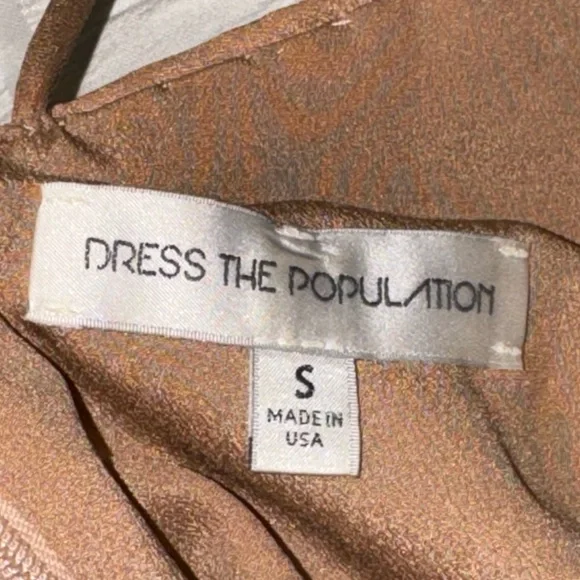 DRESS THE POPULATION
S
MADE IN
USA